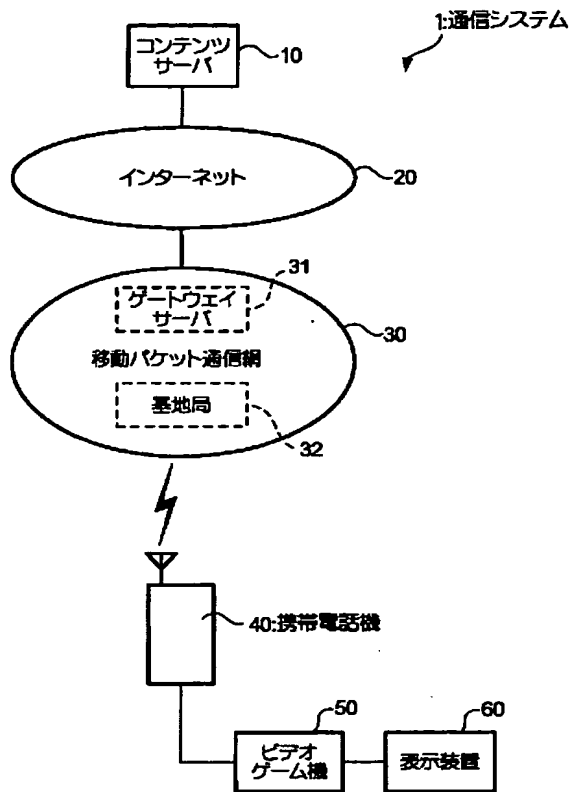 1:通信システム
コンテンツ
サーバ
10
インターネット
20
31
ゲートウェイ
サーバ
30
移動パケット通信網
基地局
32
40:携帯電話機
50
60
ビデオ
ゲーム機
表示装置